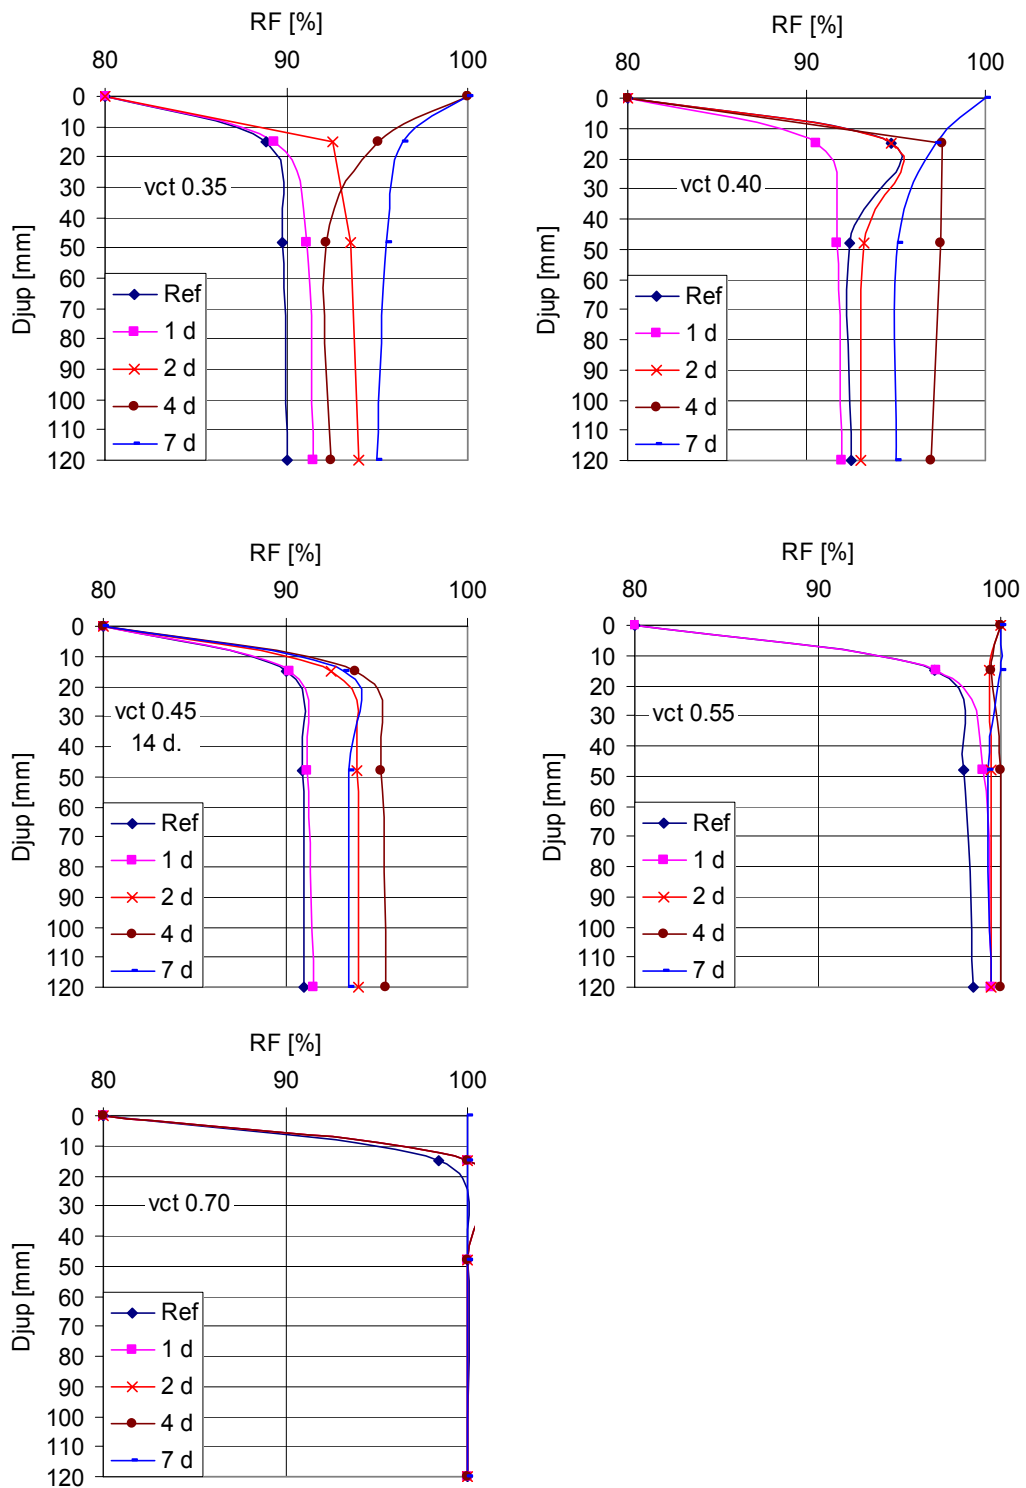 RF [%]
80 90 100
0
10
20
30
40
50
60
70
80
90
100
110
120
Djup [mm]
vct 0.35
Ref
1 d
2 d
4 d
7 d
RF [%]
80 90 100
0
10
20
30
40
50
60
70
80
90
100
110
120
Djup [mm]
vct 0.40
Ref
1 d
2 d
4 d
7 d
RF [%]
80 90 100
0
10
20
30
40
50
60
70
80
90
100
110
120
Djup [mm]
vct 0.45
14 d.
Ref
1 d
2 d
4 d
7 d
RF [%]
80 90 100
0
10
20
30
40
50
60
70
80
90
100
110
120
Djup [mm]
vct 0.55
Ref
1 d
2 d
4 d
7 d
RF [%]
80 90 100
0
10
20
30
40
50
60
70
80
90
100
110
120
Djup [mm]
vct 0.70
Ref
1 d
2 d
4 d
7 d